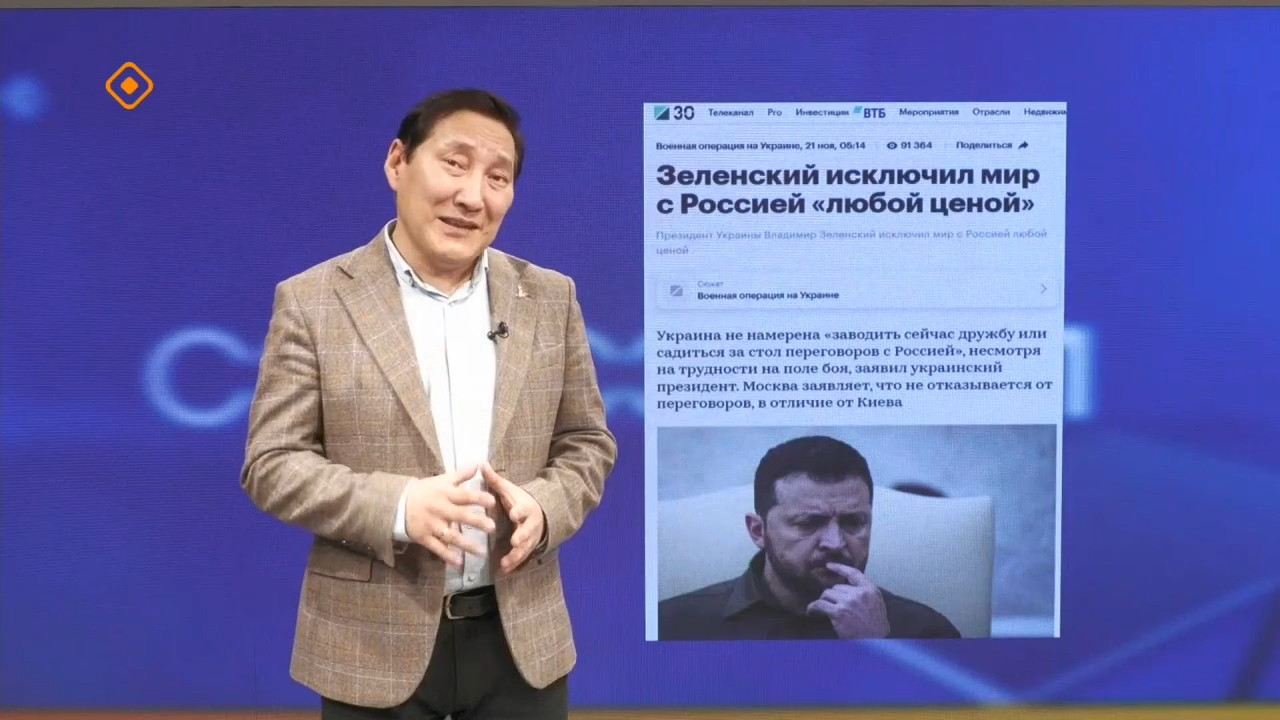 30 Телеканал Pro Инвестиции ВТБ Мероприятия Отрасли Недвижим
Военная операция на Украине, 21 ноя, 05:14 91 364 Поделиться
Зеленский исключил мир
с Россией «любой ценой»
Президент Украины Владимир Зеленский исключил мир с Россией любой
ценой
Сюжет
Военная операция на Украине
Украина не намерена «заводить сейчас дружбу или
садиться за стол переговоров с Россией», несмотря
на трудности на поле боя, заявил украинский
президент. Москва заявляет, что не отказывается от
переговоров, в отличие от Киева